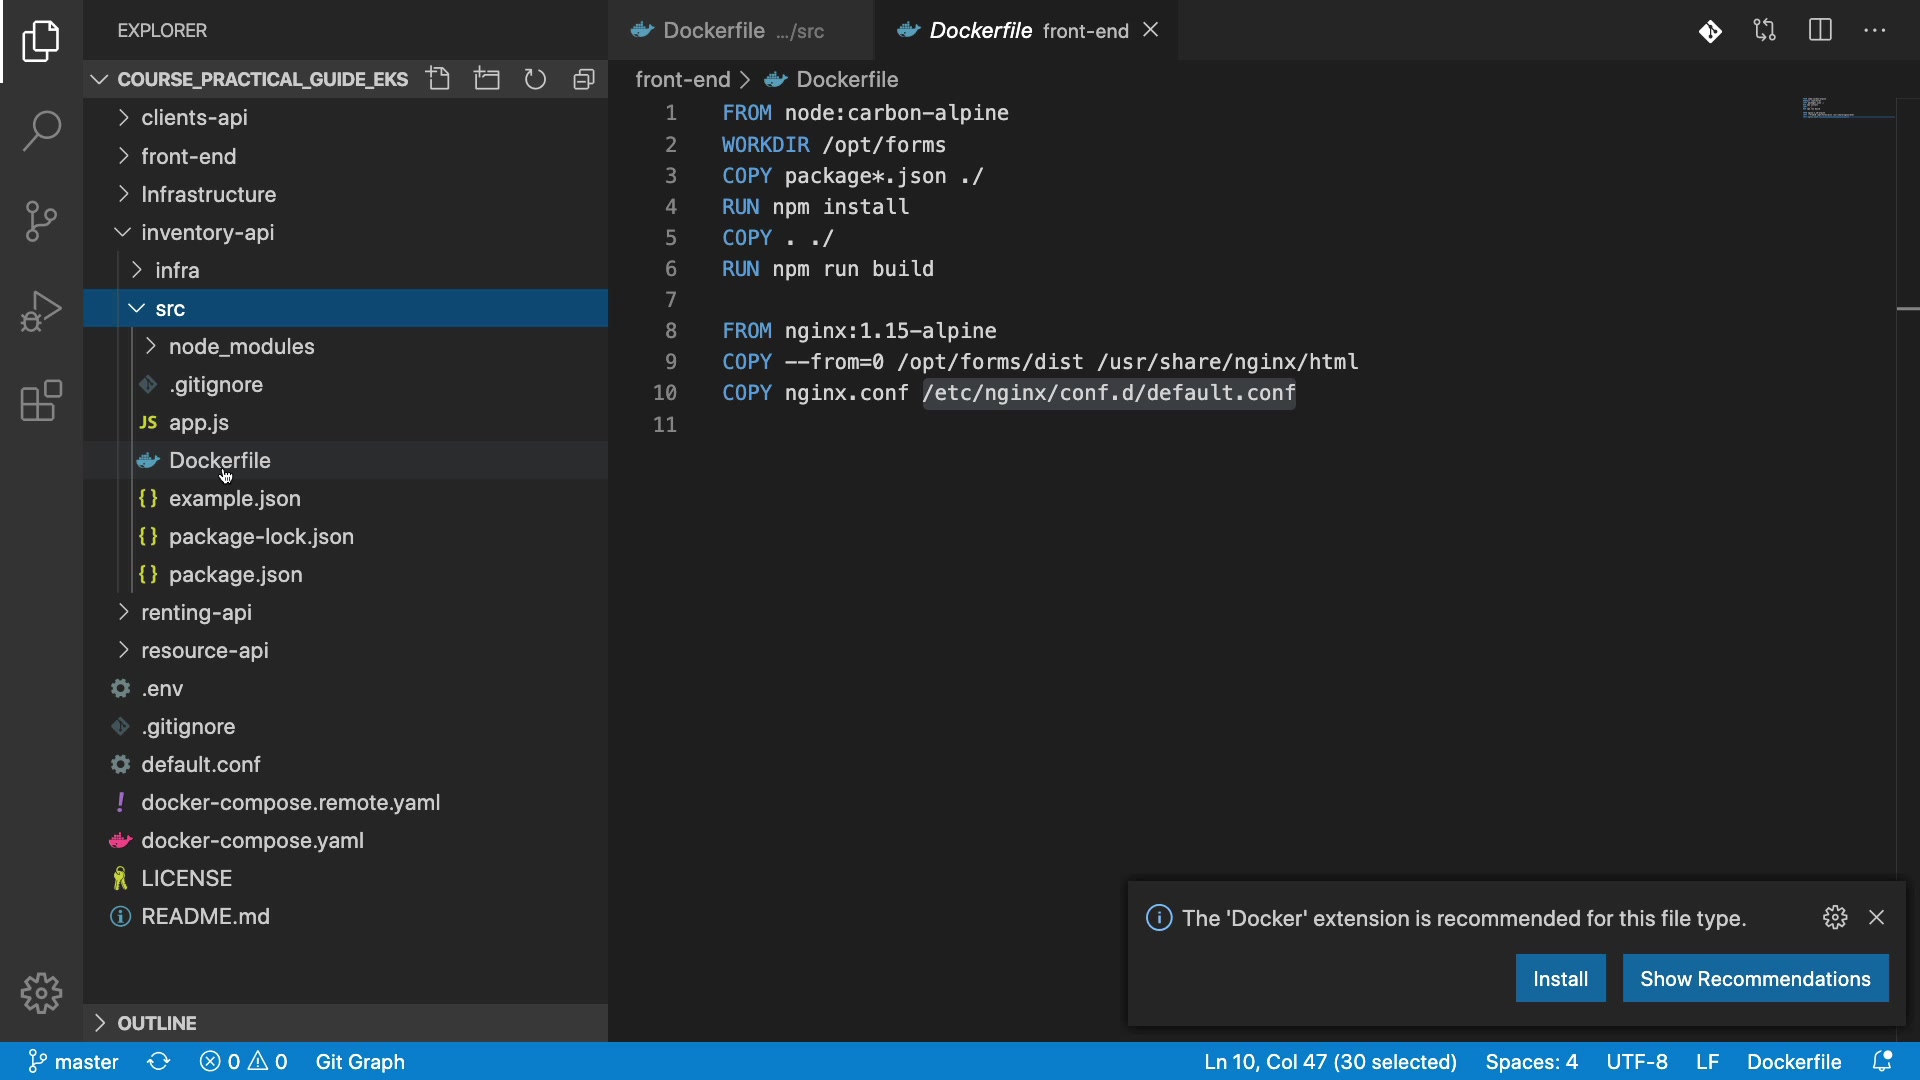 EXPLORER
COURSE_PRACTICAL_GUIDE_EKS
clients-api
front-end
Infrastructure
inventory-api
infra
src
node_modules
.gitignore
JS app.js
Dockerfile
{} example.json
{} package-lock.json
{} package.json
renting-api
resource-api
.env
.gitignore
default.conf
! docker-compose.remote.yaml
docker-compose.yaml
LICENSE
README.md
OUTLINE
Dockerfile .../src
Dockerfile front-end
front-end > Dockerfile
1 FROM node:carbon-alpine
2 WORKDIR /opt/forms
3 COPY package*.json ./
4 RUN npm install
5 COPY . ./
6 RUN npm run build
7
8 FROM nginx:1.15-alpine
9 COPY --from=0 /opt/forms/dist /usr/share/nginx/html
10 COPY nginx.conf /etc/nginx/conf.d/default.conf
11
The 'Docker' extension is recommended for this file type.
Install Show Recommendations
master 0 0 Git Graph Ln 10, Col 47 (30 selected) Spaces: 4 UTF-8 LF Dockerfile